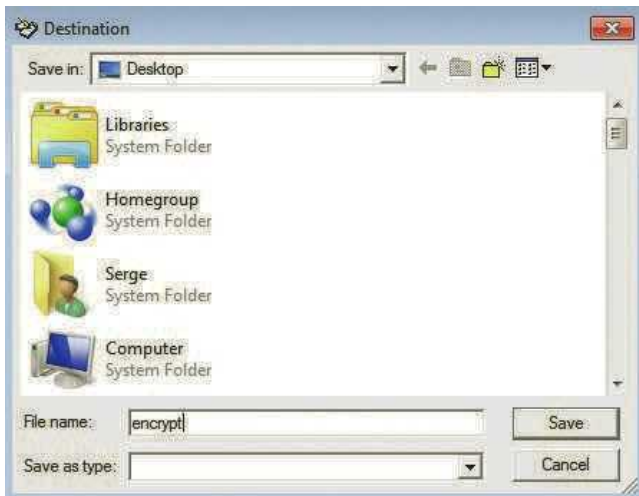 Destination
Save in: Desktop
Libraries
System Folder
Homegroup
System Folder
Serge
System Folder
Computer
System Folder
File name: encrypt Save
Save as type: Cancel